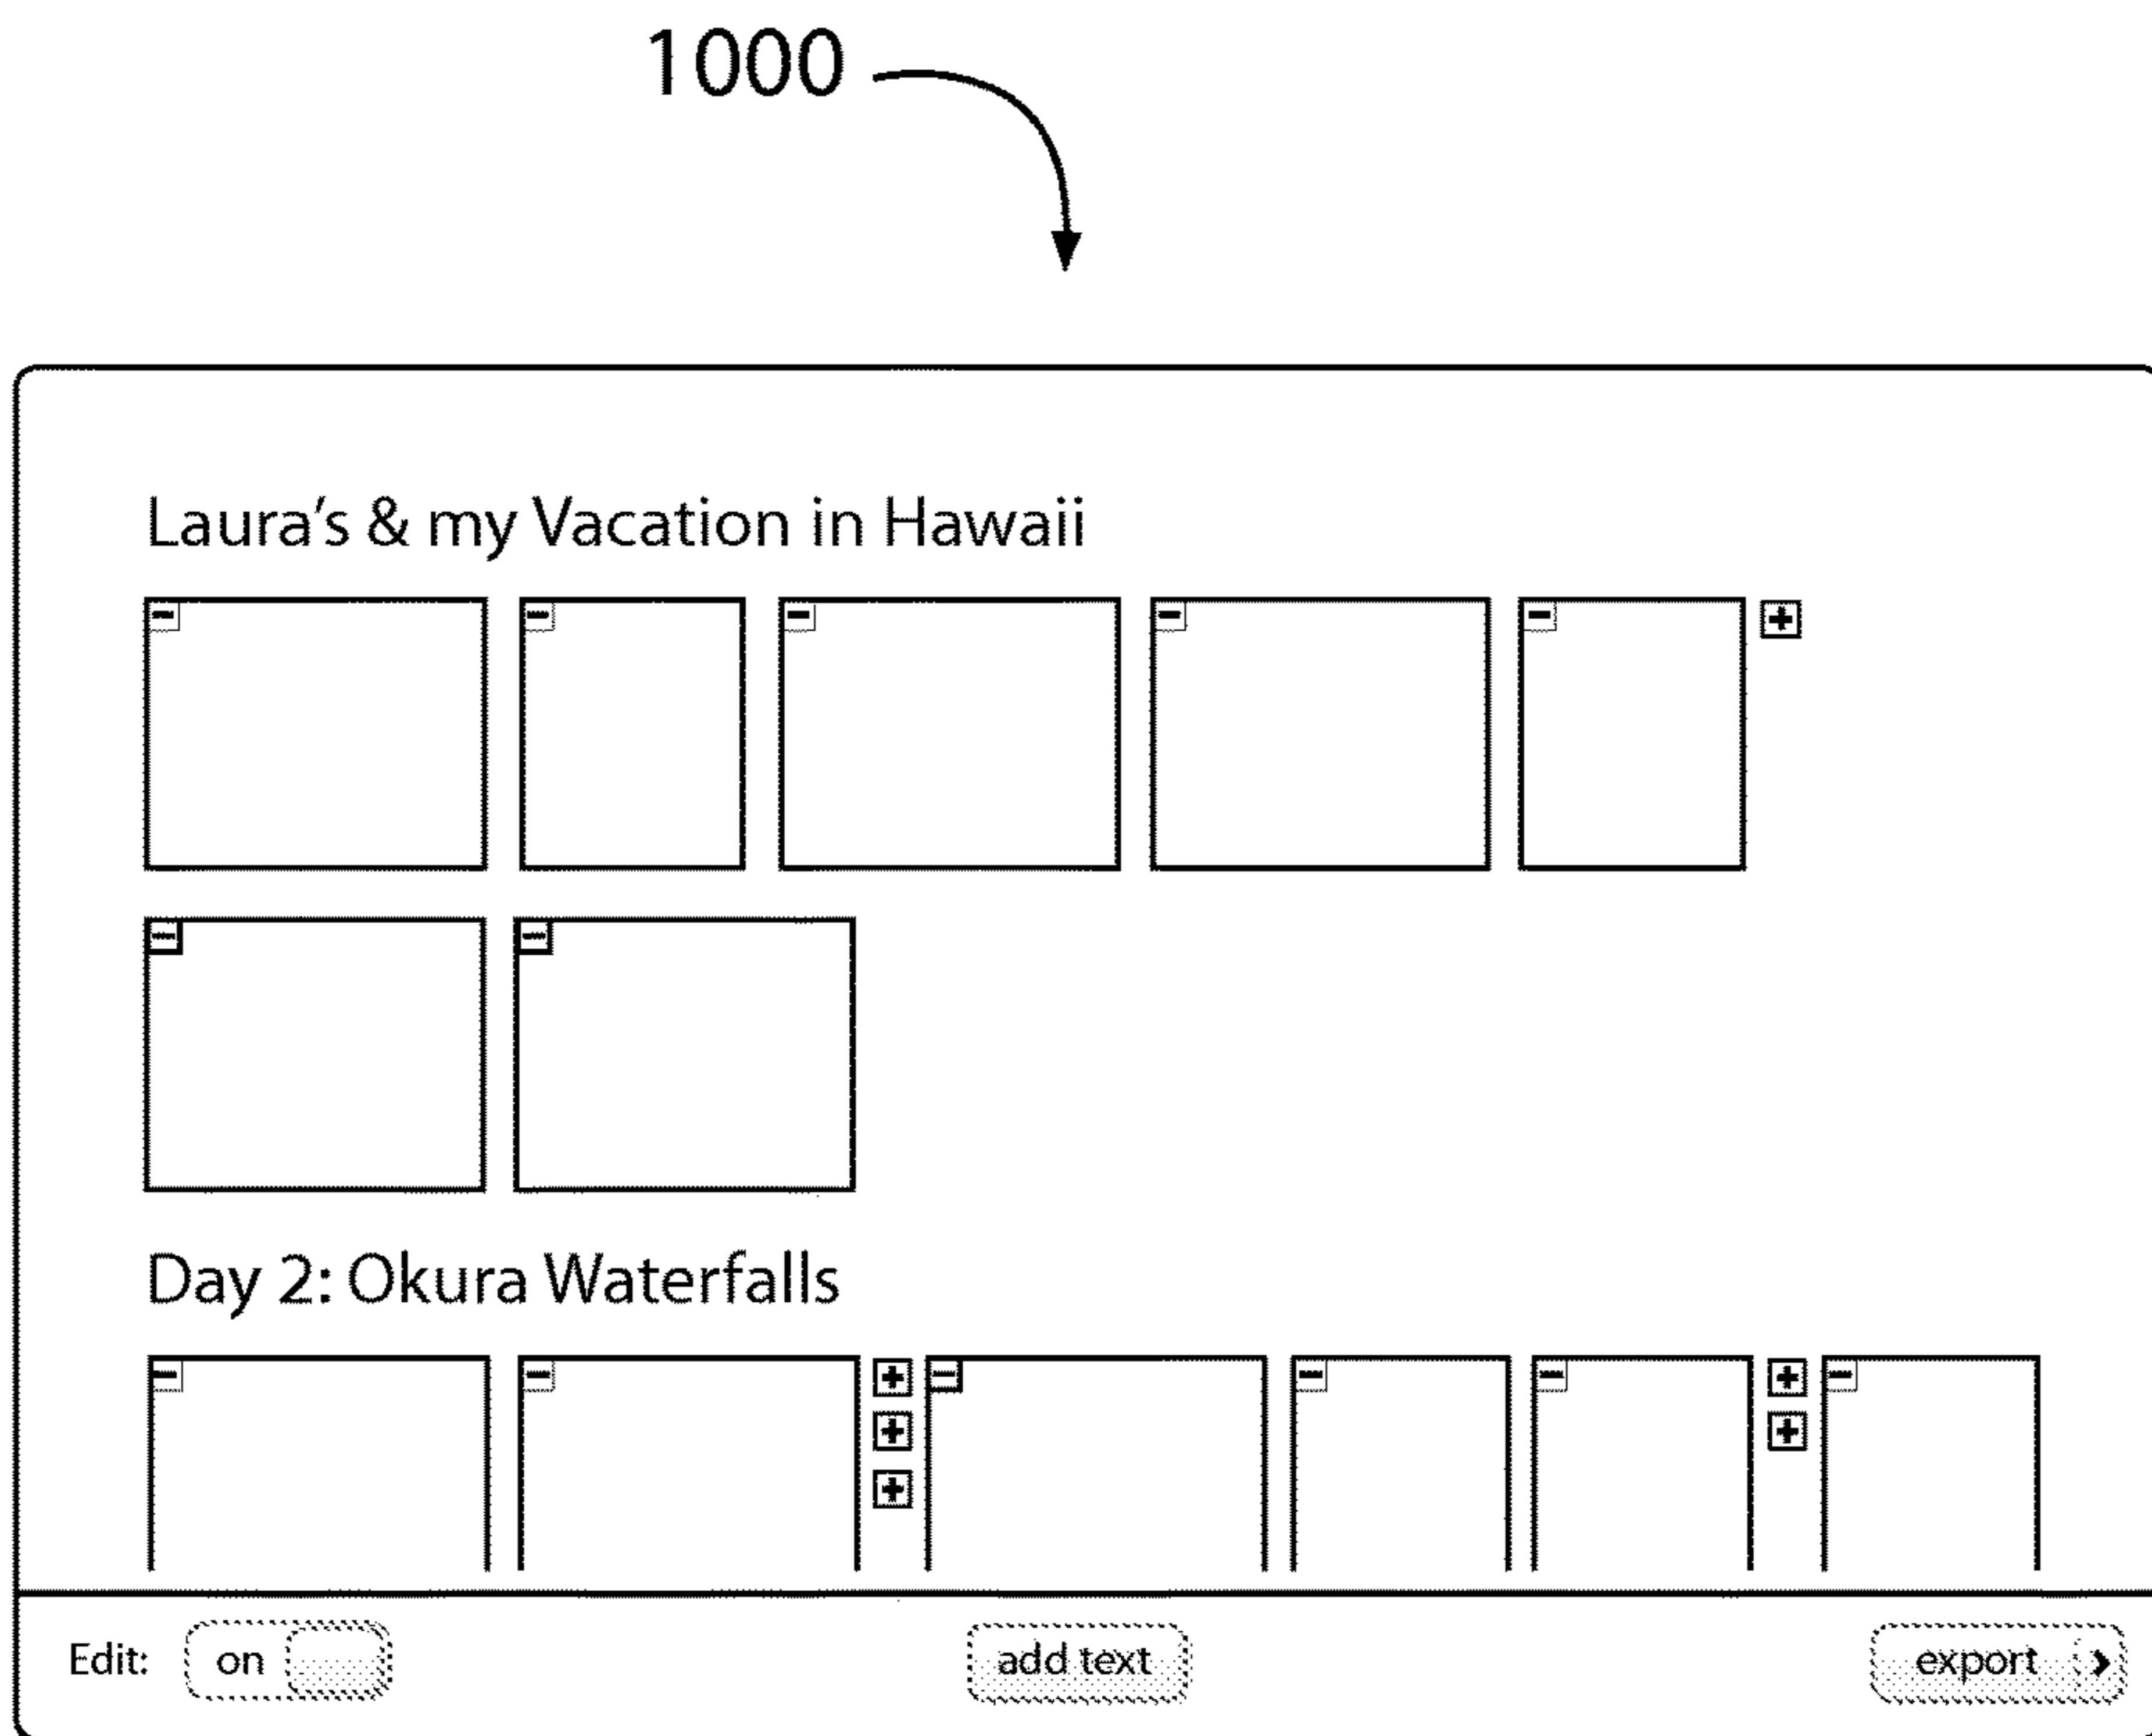 1000
Laura's & my Vacation in Hawaii
Day 2: Okura Waterfalls
Edit: on add text export